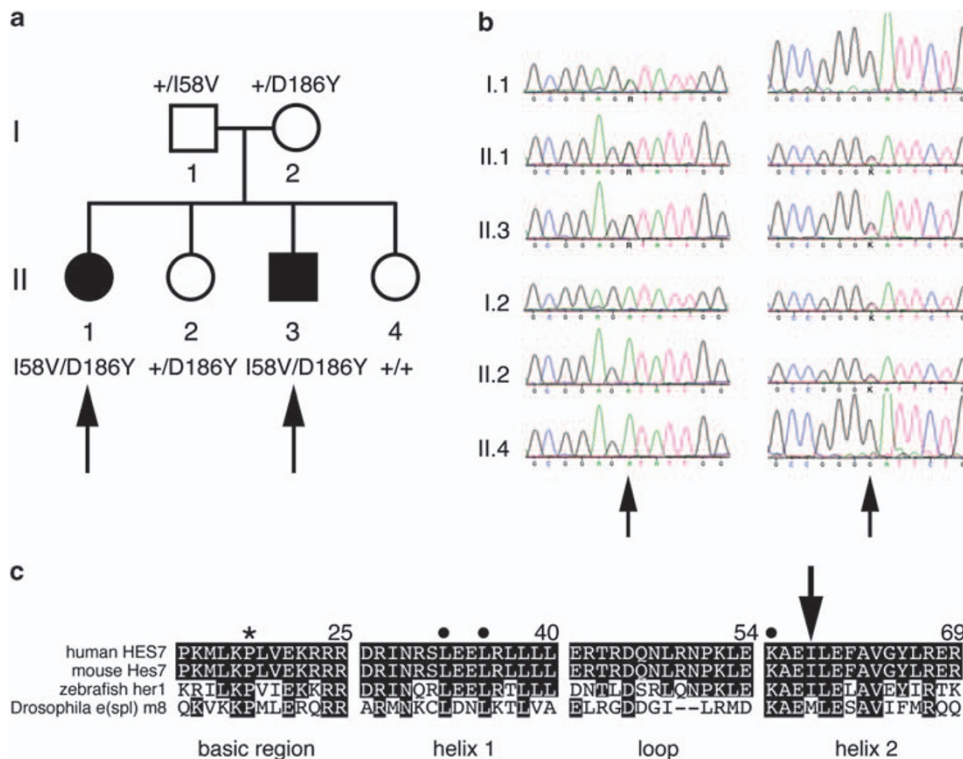 a
+/I58V +/D186Y
I
1 2
II
1 2 3 4
I58V/D186Y +/D186Y I58V/D186Y +/+
b
I.1
II.1
II.3
I.2
II.2
II.4
c
* 25 • • 40 54 • 69
human HES7 PKMLKPLVEKRRR DRINRSLEELRLLLL ERTRDQNLRNPKLE KAEILEFAVGYLRER
mouse Hes7 PKMLKPLVEKRRR DRINRSLEELRLLLL ERTRDQNLRNPKLE KAEILEFAVGYLRER
zebrafish her1 KRILKPVIEKKRR DRINQRLEELRTLLL DNTLDSRLQNPKLE KAEILELAVEYIRTK
Drosophila e(spl) m8 QKVKKPMLERQRR ARMNKCLDNLKTLVA ELRGDDGI--LRMD KAEMLESAVIFMRQQ
basic region helix 1 loop helix 2